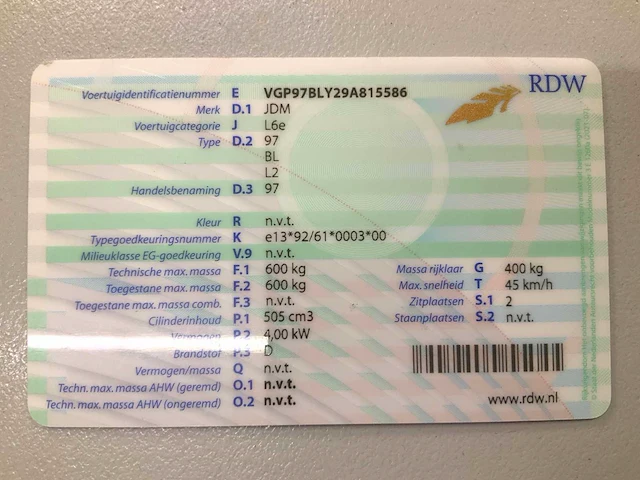 RDW
Voertuigidentificatienummer E VGP97BLY29A815586
Merk D.1 JDM
Voertuigcategorie J L6e
Type D.2 97
BL
L2
Handelsbenaming D.3 97
Kleur R n.v.t.
Typegoedkeuringsnummer K e13*92/61*0003*00
Milieuklasse EG-goedkeuring V.9 n.v.t.
Technische max. massa F.1 600 kg Massa rijklaar G 400 kg
Toegestane max. massa F.2 600 kg Max. snelheid T 45 km/h
Toegestane max. massa comb. F.3 n.v.t. Zitplaatsen S.1 2
Cilinderinhoud P.1 505 cm3 Staanplaatsen S.2 n.v.t.
Vermogen P.2 4,00 kW
Brandstof P.3 D
Vermogen/massa Q n.v.t.
Techn. max. massa AHW (geremd) O.1 n.v.t.
Techn. max. massa AHW (ongeremd) O.2 n.v.t.
www.rdw.nl